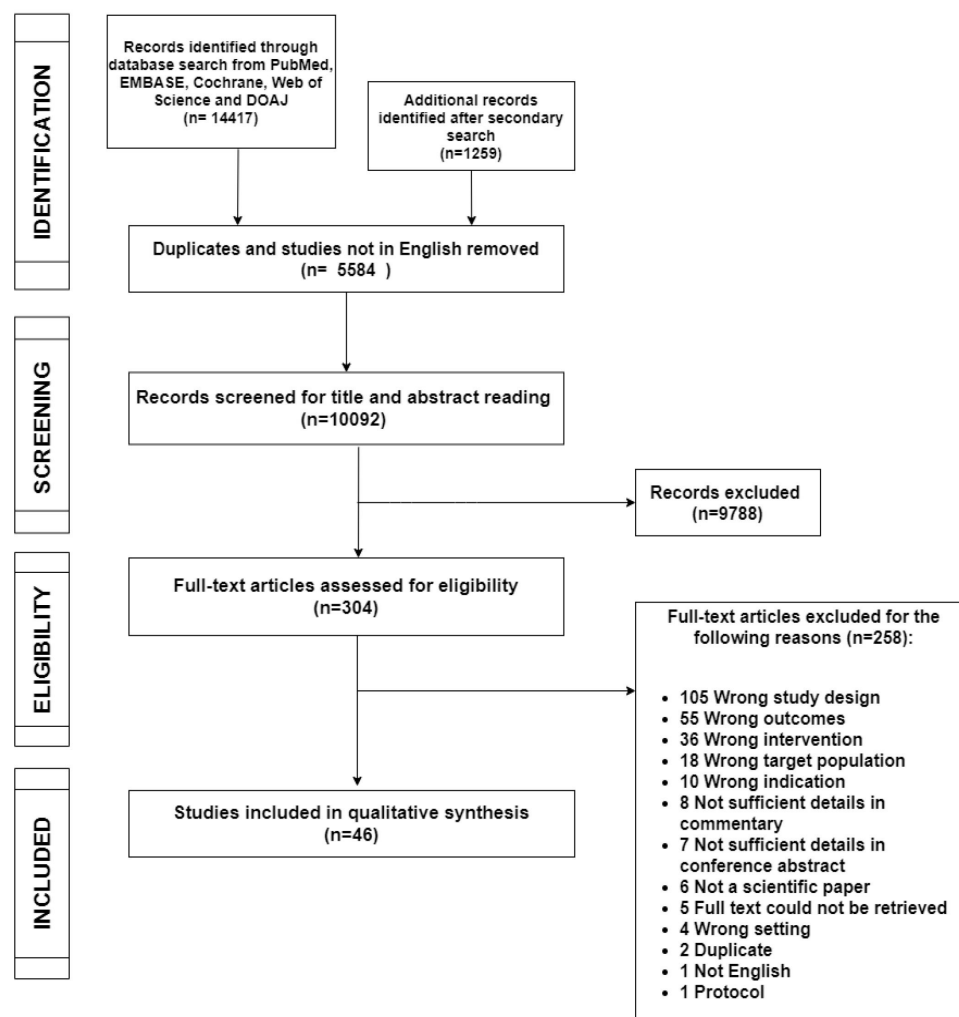 IDENTIFICATION
Records identified through
database search from PubMed,
EMBASE, Cochrane, Web of
Science and DOAJ
(n= 14417)
Additional records
identified after secondary
search
(n=1259)
Duplicates and studies not in English removed
(n= 5584 )
SCREENING
Records screened for title and abstract reading
(n=10092)
Records excluded
(n=9788)
ELIGIBILITY
Full-text articles assessed for eligibility
(n=304)
Full-text articles excluded for the
following reasons (n=258):
• 105 Wrong study design
• 55 Wrong outcomes
• 36 Wrong intervention
• 18 Wrong target population
• 10 Wrong indication
• 8 Not sufficient details in
commentary
• 7 Not sufficient details in
conference abstract
• 6 Not a scientific paper
• 5 Full text could not be retrieved
• 4 Wrong setting
• 2 Duplicate
• 1 Not English
• 1 Protocol
INCLUDED
Studies included in qualitative synthesis
(n=46)